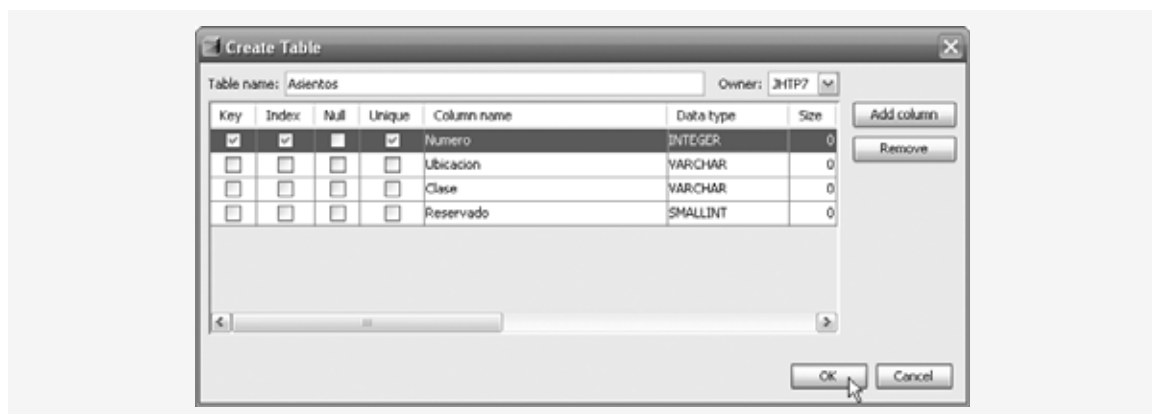 Create Table
Table name: Asientos Owner: JHTP7
Key Index Null Unique Column name Data type Size Add column
Numero INTEGER 0 Remove
Ubicacion VARCHAR 0
Clase VARCHAR 0
Reservado SMALLINT 0
OK Cancel